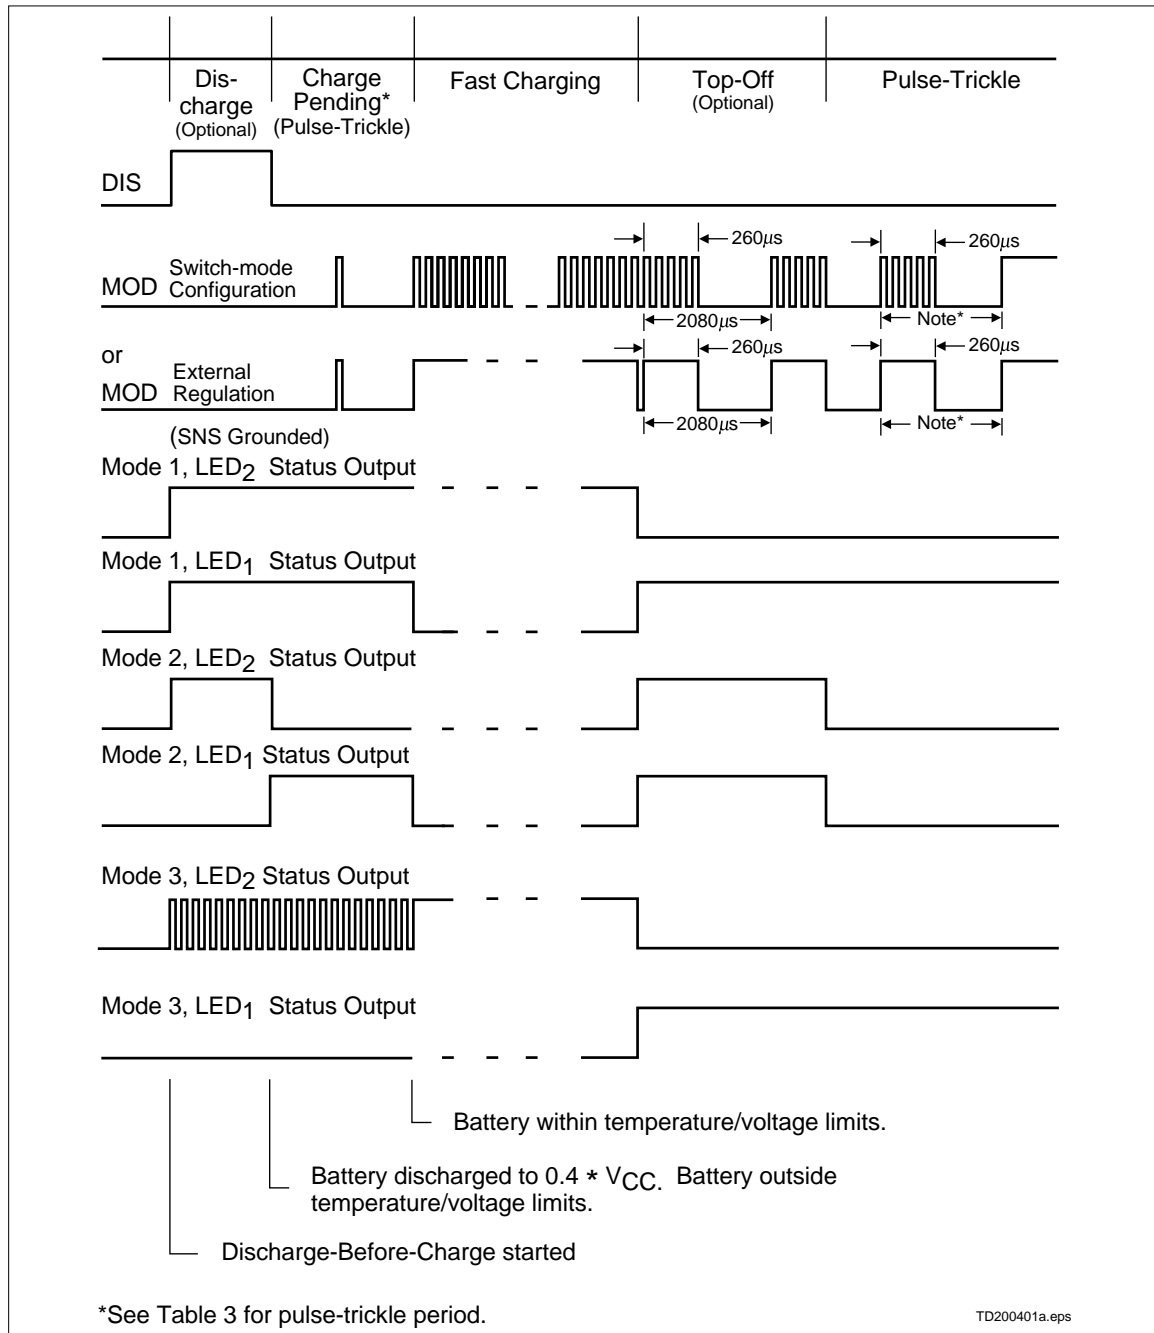 Dis-
charge
(Optional)
Charge
Pending*
(Pulse-Trickle)
Fast Charging
Top-Off
(Optional)
Pulse-Trickle
DIS
MOD
Switch-mode
Configuration
260µs
260µs
2080µs
Note*
or
MOD
External
Regulation
260µs
260µs
2080µs
Note*
(SNS Grounded)
Mode 1, LED2 Status Output
Mode 1, LED1 Status Output
Mode 2, LED2 Status Output
Mode 2, LED1 Status Output
Mode 3, LED2 Status Output
Mode 3, LED1 Status Output
Battery within temperature/voltage limits.
Battery discharged to 0.4 * VCC. Battery outside
temperature/voltage limits.
Discharge-Before-Charge started
*See Table 3 for pulse-trickle period.
TD200401a.eps